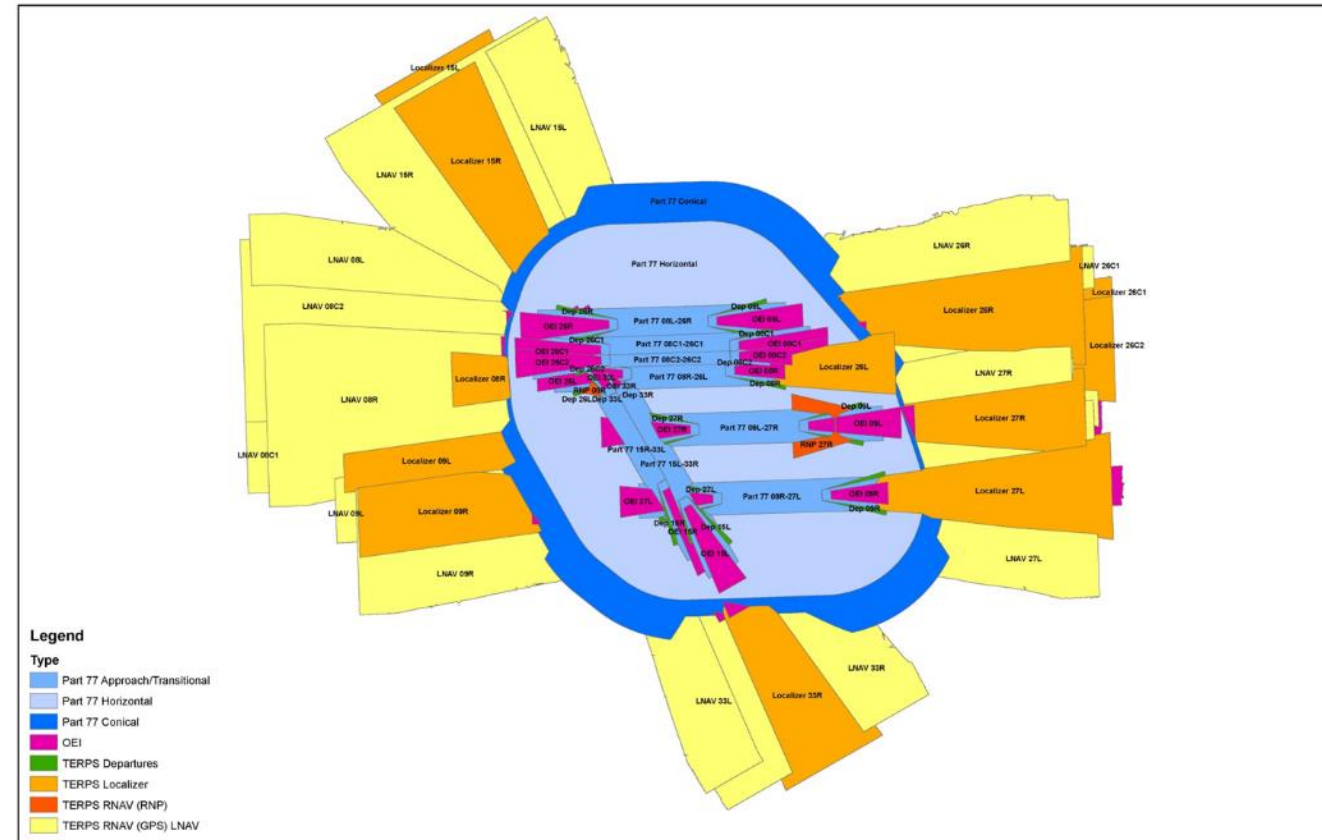 Localizer 15L
LNAV 15L
Localizer 15R
LNAV 15R
Part 77 Conical
LNAV 08L
LNAV 26R
Part 77 Horizontal
LNAV 26C1
LNAV 08C2
Localizer 26C1
Localizer 26R
Dep 26R
Dep 08L
OEI 26R
Part 77 08L-26R
OEI 08L
Dep 26C1
Dep 08C1
Part 77 08C1-26C1
OEI 08C1
OEI 26C1
Localizer 26C2
Part 77 08C2-26C2
OEI 08C2
OEI 26C2
Dep 26C2
Dep 08C2
Localizer 26L
OEI 08R
LNAV 27R
Localizer 08R
OEI 26L
OEI 33L
Part 77 08R-26L
Dep 08R
OEI 33R
RNP 09R
Dep 33R
LNAV 08R
Dep 26L
Dep 33L
Dep 09L
Dep 27R
Localizer 27R
OEI 27R
Part 77 09L-27R
OEI 09L
RNP 27R
Part 77 15R-33L
LNAV 08C1
Localizer 09L
Part 77 15L-33R
Dep 27L
Localizer 27L
OEI 27L
Part 77 09R-27L
OEI 09R
Dep 09R
LNAV 09L
Localizer 09R
Dep 15R
Dep 15L
OEI 15R
OEI 15L
LNAV 27L
LNAV 09R
LNAV 33R
LNAV 33L
Localizer 33R
Legend
Type
Part 77 Approach/Transitional
Part 77 Horizontal
Part 77 Conical
OEI
TERPS Departures
TERPS Localizer
TERPS RNAV (RNP)
TERPS RNAV (GPS) LNAV